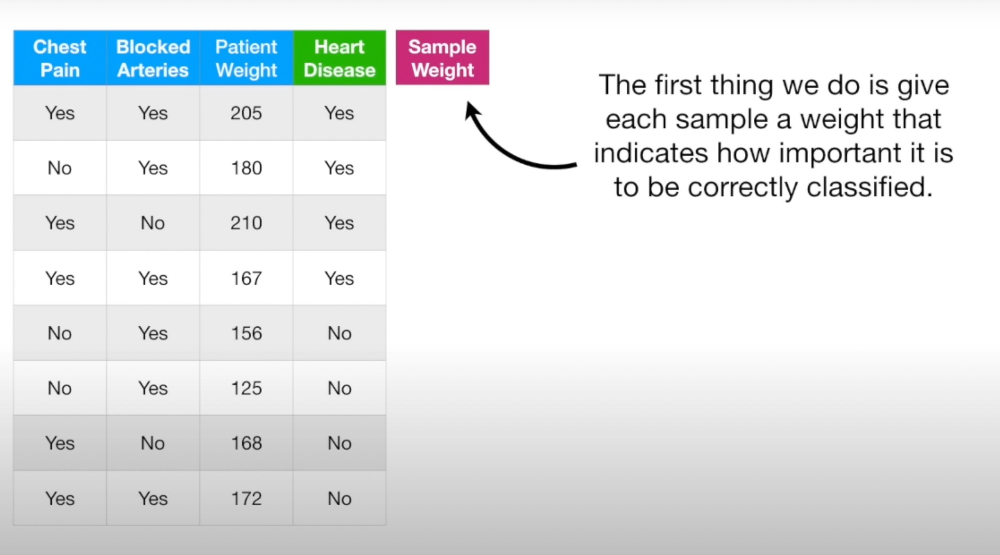 Chest Pain Blocked Arteries Patient Weight Heart Disease Sample Weight
Yes Yes 205 Yes
No Yes 180 Yes
Yes No 210 Yes
Yes Yes 167 Yes
No Yes 156 No
No Yes 125 No
Yes No 168 No
Yes Yes 172 No
The first thing we do is give
each sample a weight that
indicates how important it is
to be correctly classified.